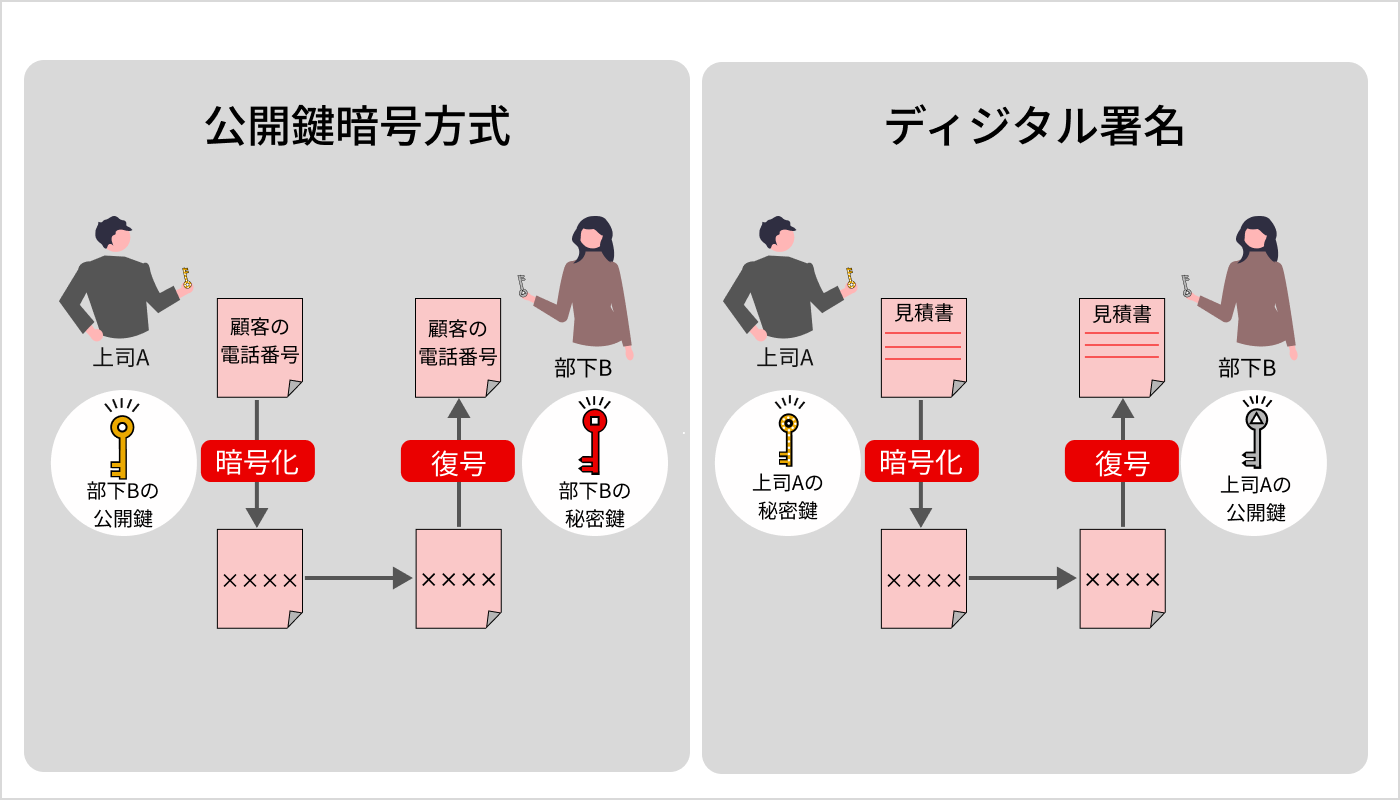 公開鍵暗号方式
上司A
顧客の
電話番号
顧客の
電話番号
部下B
部下Bの
公開鍵
暗号化
復号
部下Bの
秘密鍵
××××
××××
ディジタル署名
上司A
見積書
見積書
部下B
上司Aの
秘密鍵
暗号化
復号
上司Aの
公開鍵
××××
××××